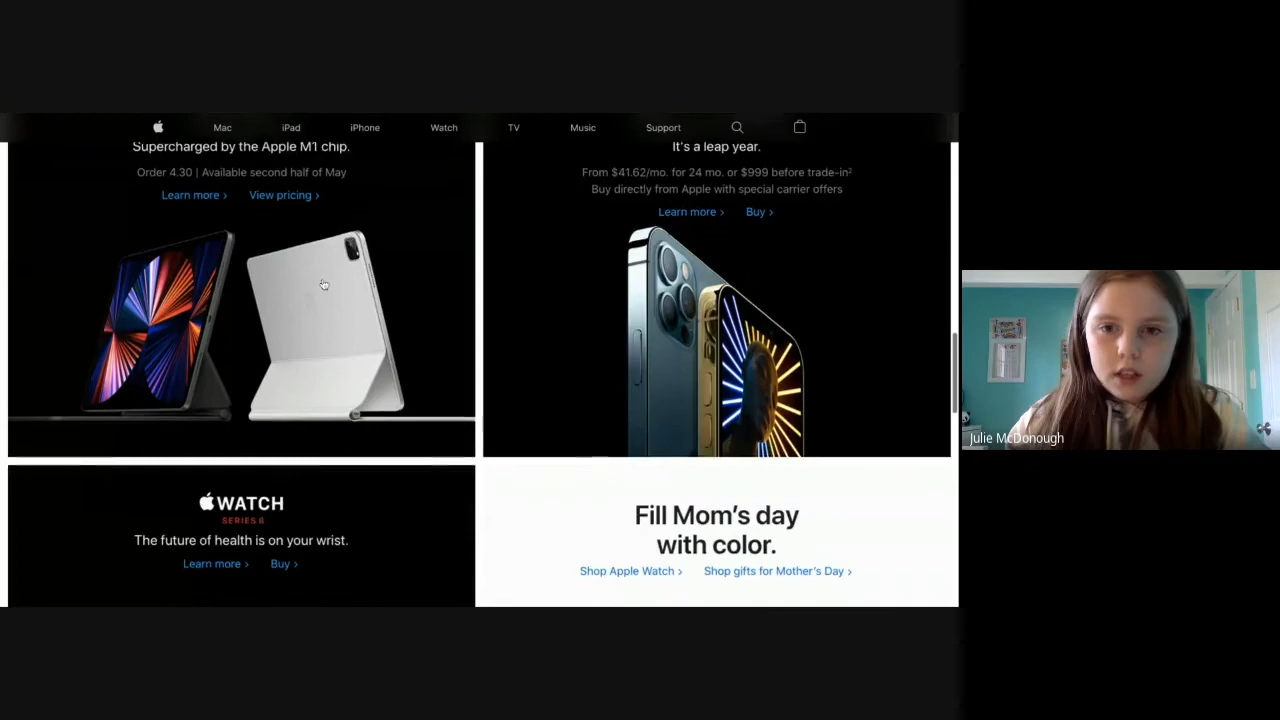 Mac iPad iPhone Watch TV Music Support
Supercharged by the Apple M1 chip.
Order 4.30 | Available second half of May
Learn more > View pricing >
It's a leap year.
From $41.62/mo. for 24 mo. or $999 before trade-in²
Buy directly from Apple with special carrier offers
Learn more > Buy >
WATCH
SERIES 6
The future of health is on your wrist.
Learn more > Buy >
Fill Mom's day
with color.
Shop Apple Watch > Shop gifts for Mother's Day >
Julie McDonough